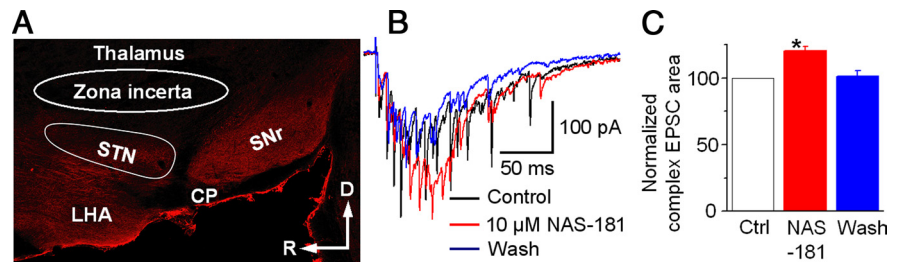 A
Thalamus
Zona incerta
STN
SNr
CP
LHA
D
R
B
100 pA
50 ms
Control
10 µM NAS-181
Wash
C
Normalized
complex EPSC area
100
50
0
*
Ctrl
NAS
-181
Wash